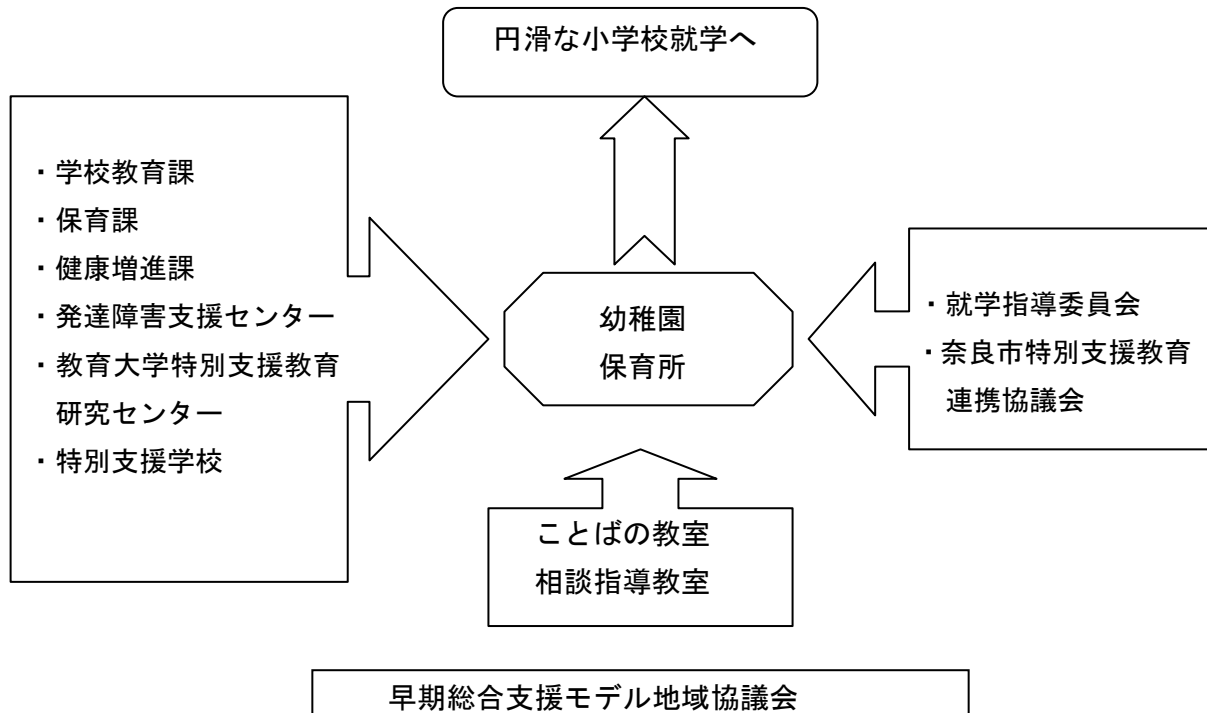 円滑な小学校就学へ
・学校教育課
・保育課
・健康増進課
・発達障害支援センター
・教育大学特別支援教育
研究センター
・特別支援学校
幼稚園
保育所
・就学指導委員会
・奈良市特別支援教育
連携協議会
ことばの教室
相談指導教室
早期総合支援モデル地域協議会